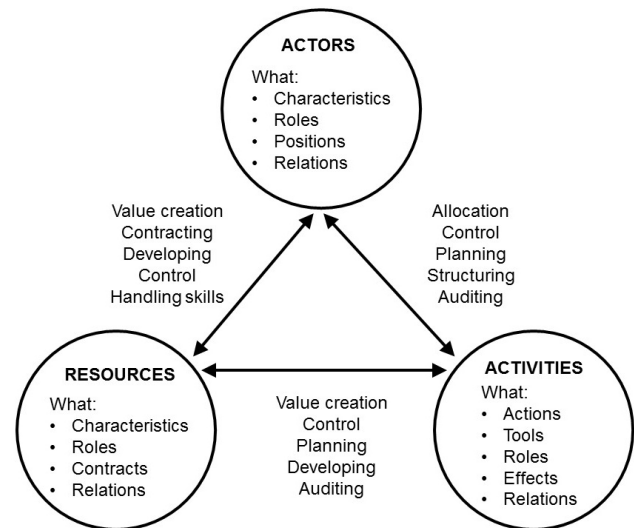 ACTORS
What:
• Characteristics
• Roles
• Positions
• Relations
Value creation
Contracting
Developing
Control
Handling skills
Allocation
Control
Planning
Structuring
Auditing
RESOURCES
What:
• Characteristics
• Roles
• Contracts
• Relations
Value creation
Control
Planning
Developing
Auditing
ACTIVITIES
What:
• Actions
• Tools
• Roles
• Effects
• Relations